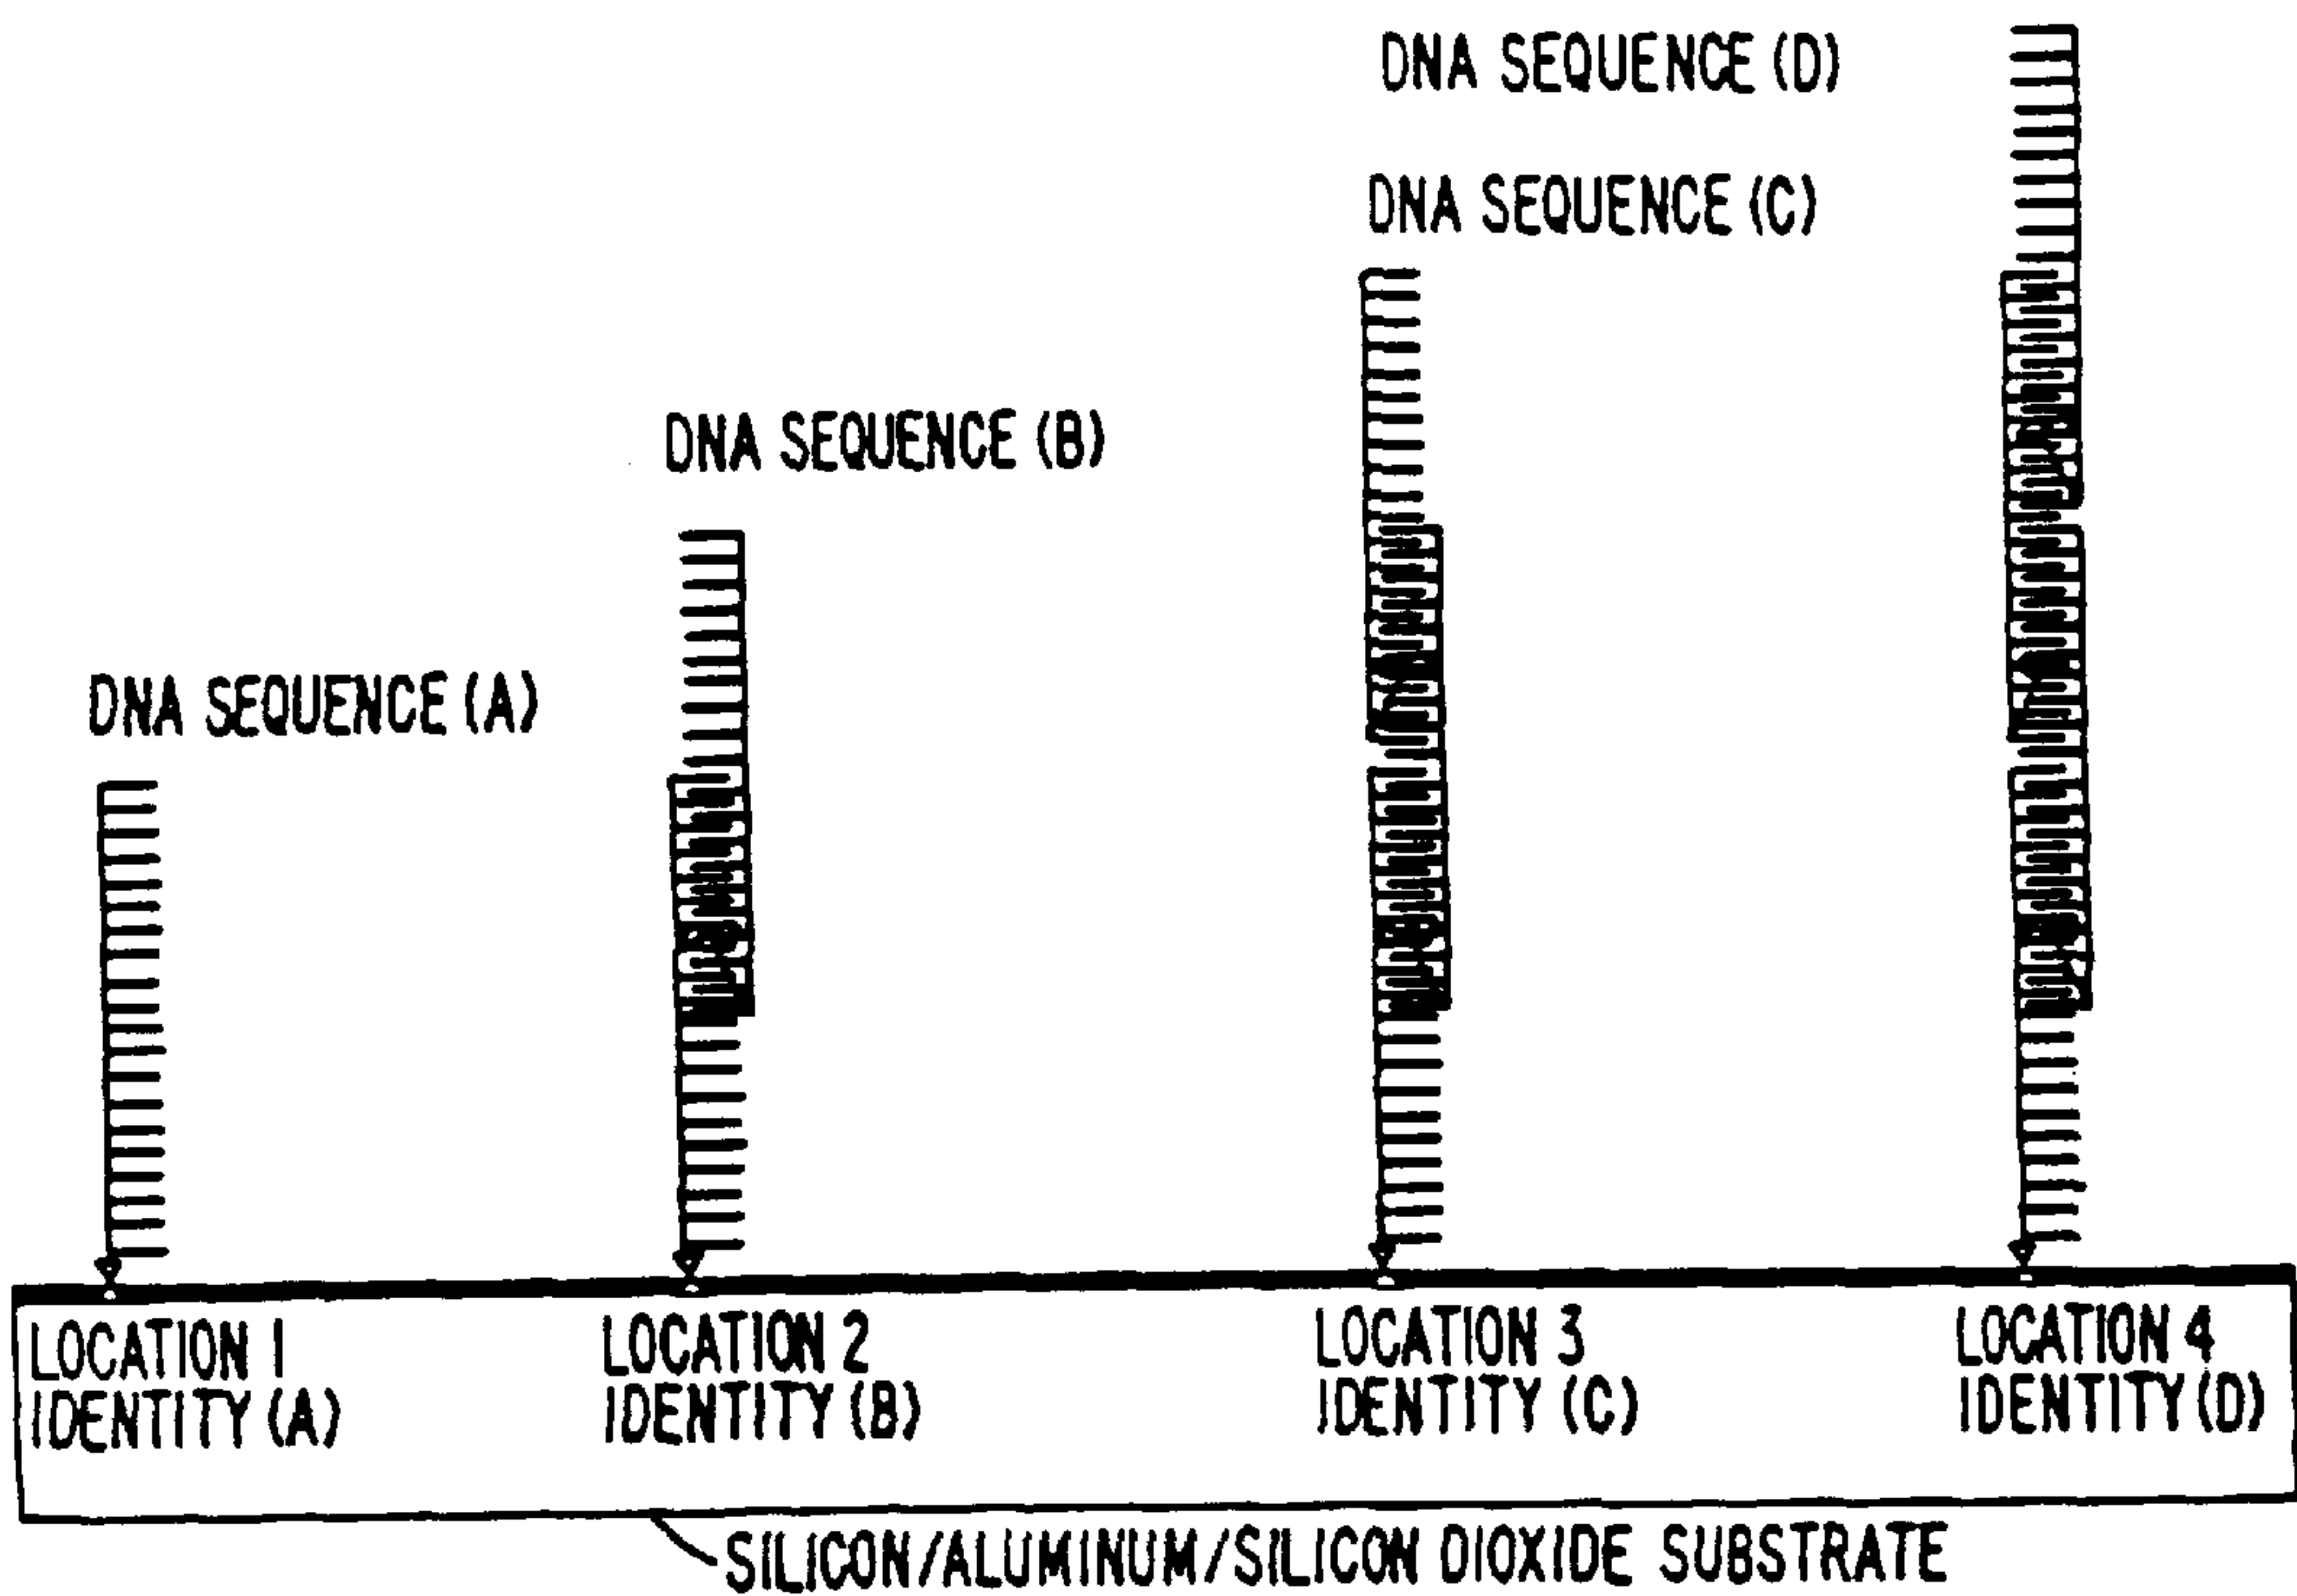 DNA SEQUENCE (D)
DNA SEQUENCE (C)
DNA SEQUENCE (B)
DNA SEQUENCE (A)
LOCATION 1
IDENTITY (A)
LOCATION 2
IDENTITY (B)
LOCATION 3
IDENTITY (C)
LOCATION 4
IDENTITY (D)
SILICON/ALUMINUM/SILICON DIOXIDE SUBSTRATE